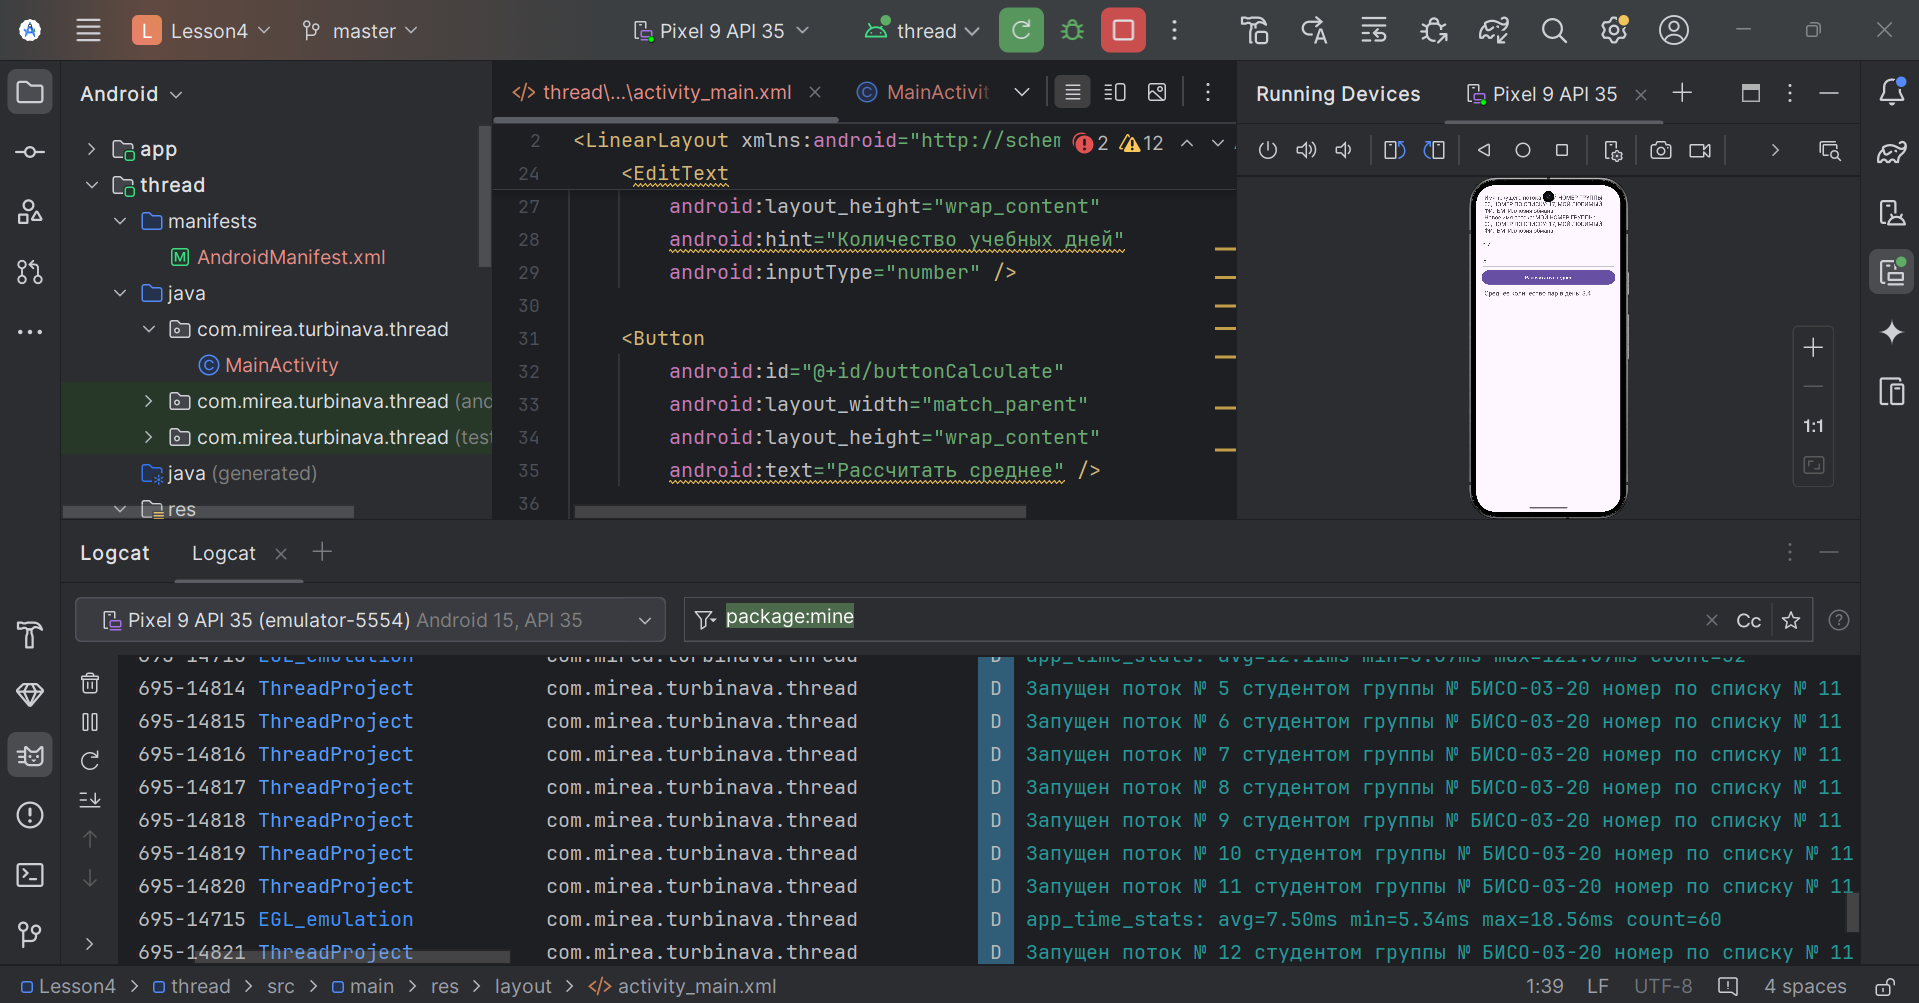 L Lesson4 master Pixel 9 API 35 thread
Android
app
thread
manifests
AndroidManifest.xml
java
com.mirea.turbinava.thread
MainActivity
com.mirea.turbinava.thread (and
com.mirea.turbinava.thread (test
java (generated)
res
thread\...\activity_main.xml MainActivit
2 <LinearLayout xmlns:android="http://schem 2 12
24 <EditText
27 android:layout_height="wrap_content"
28 android:hint="Количество учебных дней"
29 android:inputType="number" />
30
31 <Button
32 android:id="@+id/buttonCalculate"
33 android:layout_width="match_parent"
34 android:layout_height="wrap_content"
35 android:text="Рассчитать среднее" />
36
Running Devices Pixel 9 API 35
Среднее количество пар в день: 3.4
1:1
Logcat Logcat
Pixel 9 API 35 (emulator-5554) Android 15, API 35 package:mine Cc
695-14715 EGL_emulation com.mirea.turbinava.thread D app_time_stats:
695-14814 ThreadProject com.mirea.turbinava.thread D Запущен поток № 5 студентом группы № БИСО-03-20 номер по списку № 11
695-14815 ThreadProject com.mirea.turbinava.thread D Запущен поток № 6 студентом группы № БИСО-03-20 номер по списку № 11
695-14816 ThreadProject com.mirea.turbinava.thread D Запущен поток № 7 студентом группы № БИСО-03-20 номер по списку № 11
695-14817 ThreadProject com.mirea.turbinava.thread D Запущен поток № 8 студентом группы № БИСО-03-20 номер по списку № 11
695-14818 ThreadProject com.mirea.turbinava.thread D Запущен поток № 9 студентом группы № БИСО-03-20 номер по списку № 11
695-14819 ThreadProject com.mirea.turbinava.thread D Запущен поток № 10 студентом группы № БИСО-03-20 номер по списку № 11
695-14820 ThreadProject com.mirea.turbinava.thread D Запущен поток № 11 студентом группы № БИСО-03-20 номер по списку № 11
695-14715 EGL_emulation com.mirea.turbinava.thread D app_time_stats: avg=7.50ms min=5.34ms max=18.56ms count=60
695-14821 ThreadProject com.mirea.turbinava.thread D Запущен поток № 12 студентом группы № БИСО-03-20 номер по списку № 11
Lesson4 > thread > src > main > res > layout > activity_main.xml 1:39 LF UTF-8 4 spaces